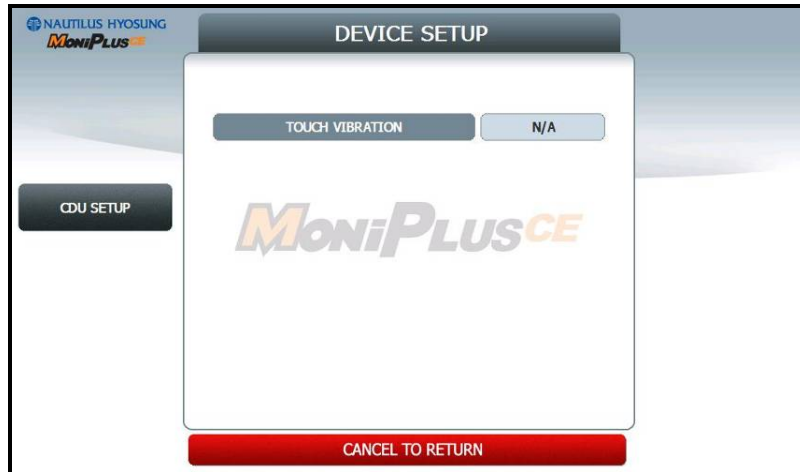 NAUTILUS HYOSUNG
MoniPlusCE
DEVICE SETUP
TOUCH VIBRATION N/A
CDU SETUP
MoniPlusCE
CANCEL TO RETURN